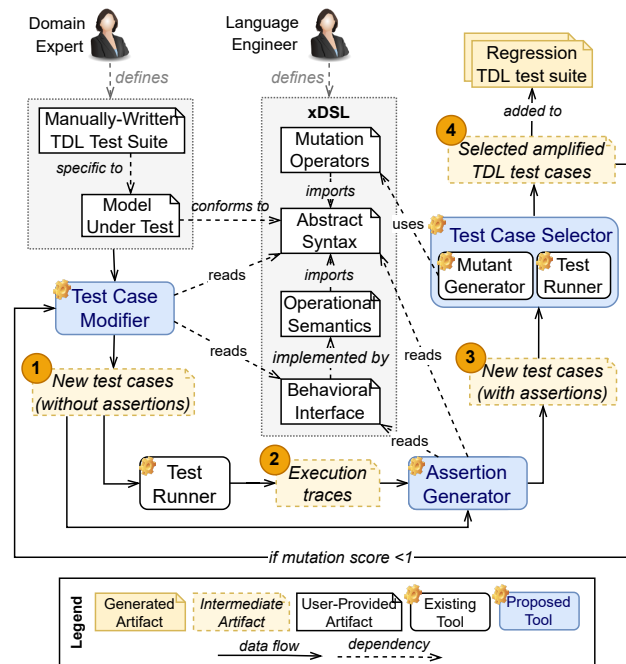 Domain
Expert
Language
Engineer
defines
defines
Manually-Written
TDL Test Suite
specific to
Model
Under Test
conforms to
xDSL
Mutation
Operators
imports
Abstract
Syntax
imports
Operational
Semantics
implemented by
Behavioral
Interface
Regression
TDL test suite
added to
4
Selected amplified
TDL test cases
uses
Test Case Selector
Mutant
Generator
Test
Runner
reads
Test Case
Modifier
reads
reads
1
New test cases
(without assertions)
3
New test cases
(with assertions)
reads
2
Test
Runner
Execution
traces
Assertion
Generator
if mutation score <1
Legend
Generated
Artifact
Intermediate
Artifact
User-Provided
Artifact
Existing
Tool
Proposed
Tool
data flow
dependency